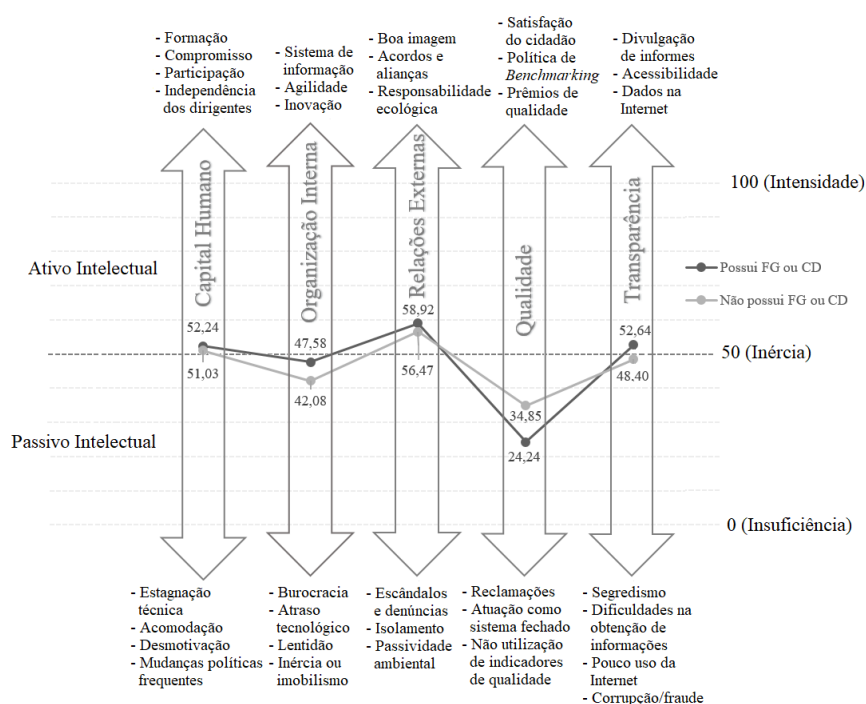 - Formação
- Compromisso
- Participação
- Independência
dos dirigentes
- Sistema de
informação
- Agilidade
- Inovação
- Boa imagem
- Acordos e
alianças
- Responsabilidade
ecológica
- Satisfação
do cidadão
- Política de
Benchmarking
- Prêmios de
qualidade
- Divulgação
de informes
- Acessibilidade
- Dados na
Internet
Capital Humano
Organização Interna
Relações Externas
Qualidade
Transparência
100 (Intensidade)
Ativo Intelectual
Possui FG ou CD
Não possui FG ou CD
52,24
47,58
58,92
52,64
50 (Inércia)
51,03
42,08
56,47
34,85
48,40
Passivo Intelectual
24,24
0 (Insuficiência)
- Estagnação
técnica
- Acomodação
- Desmotivação
- Mudanças políticas
frequentes
- Burocracia
- Atraso
tecnológico
- Lentidão
- Inércia ou
imobilismo
- Escândalos
e denúncias
- Isolamento
- Passividade
ambiental
- Reclamações
- Atuação como
sistema fechado
- Não utilização
de indicadores
de qualidade
- Segredismo
- Dificuldades na
obtenção de
informações
- Pouco uso da
Internet
- Corrupção/fraude